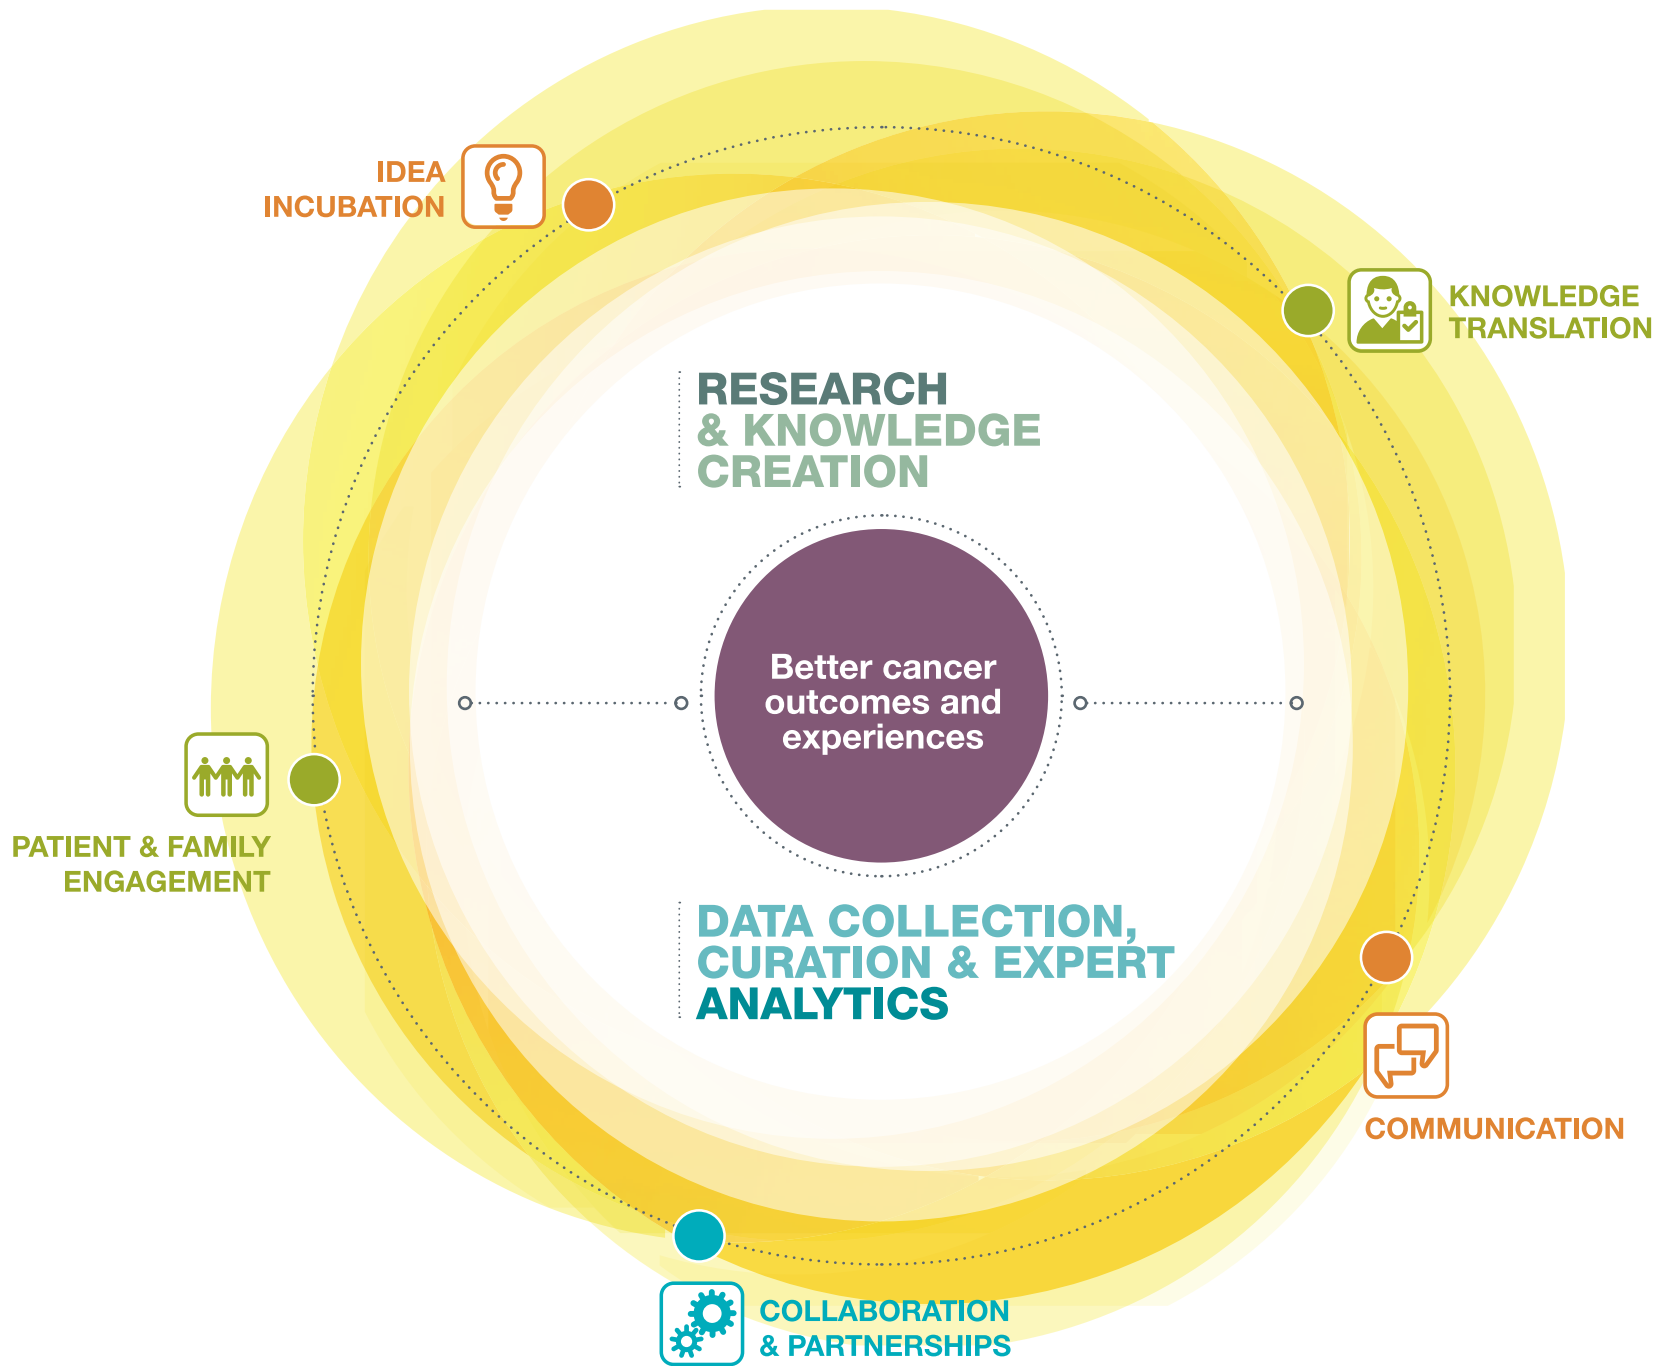 IDEA
INCUBATION
KNOWLEDGE
TRANSLATION
RESEARCH
& KNOWLEDGE
CREATION
Better cancer
outcomes and
experiences
PATIENT & FAMILY
ENGAGEMENT
DATA COLLECTION,
CURATION & EXPERT
ANALYTICS
COMMUNICATION
COLLABORATION
& PARTNERSHIPS